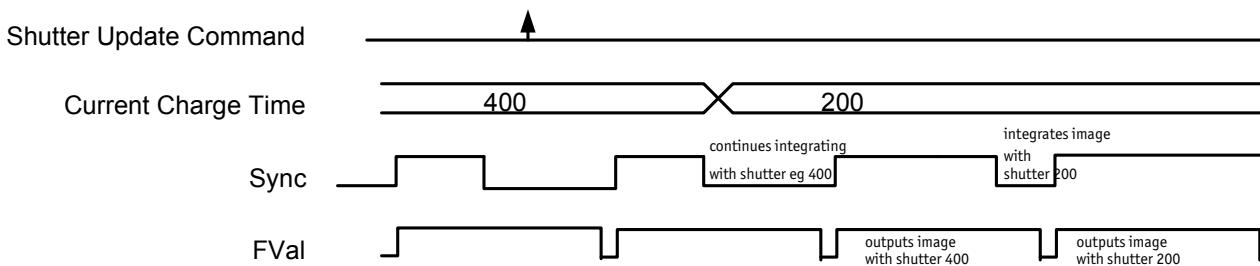 Shutter Update Command
Current Charge Time
400
200
Sync
continues integrating
with shutter eg 400
integrates image
with
shutter 200
FVal
outputs image
with shutter 400
outputs image
with shutter 200